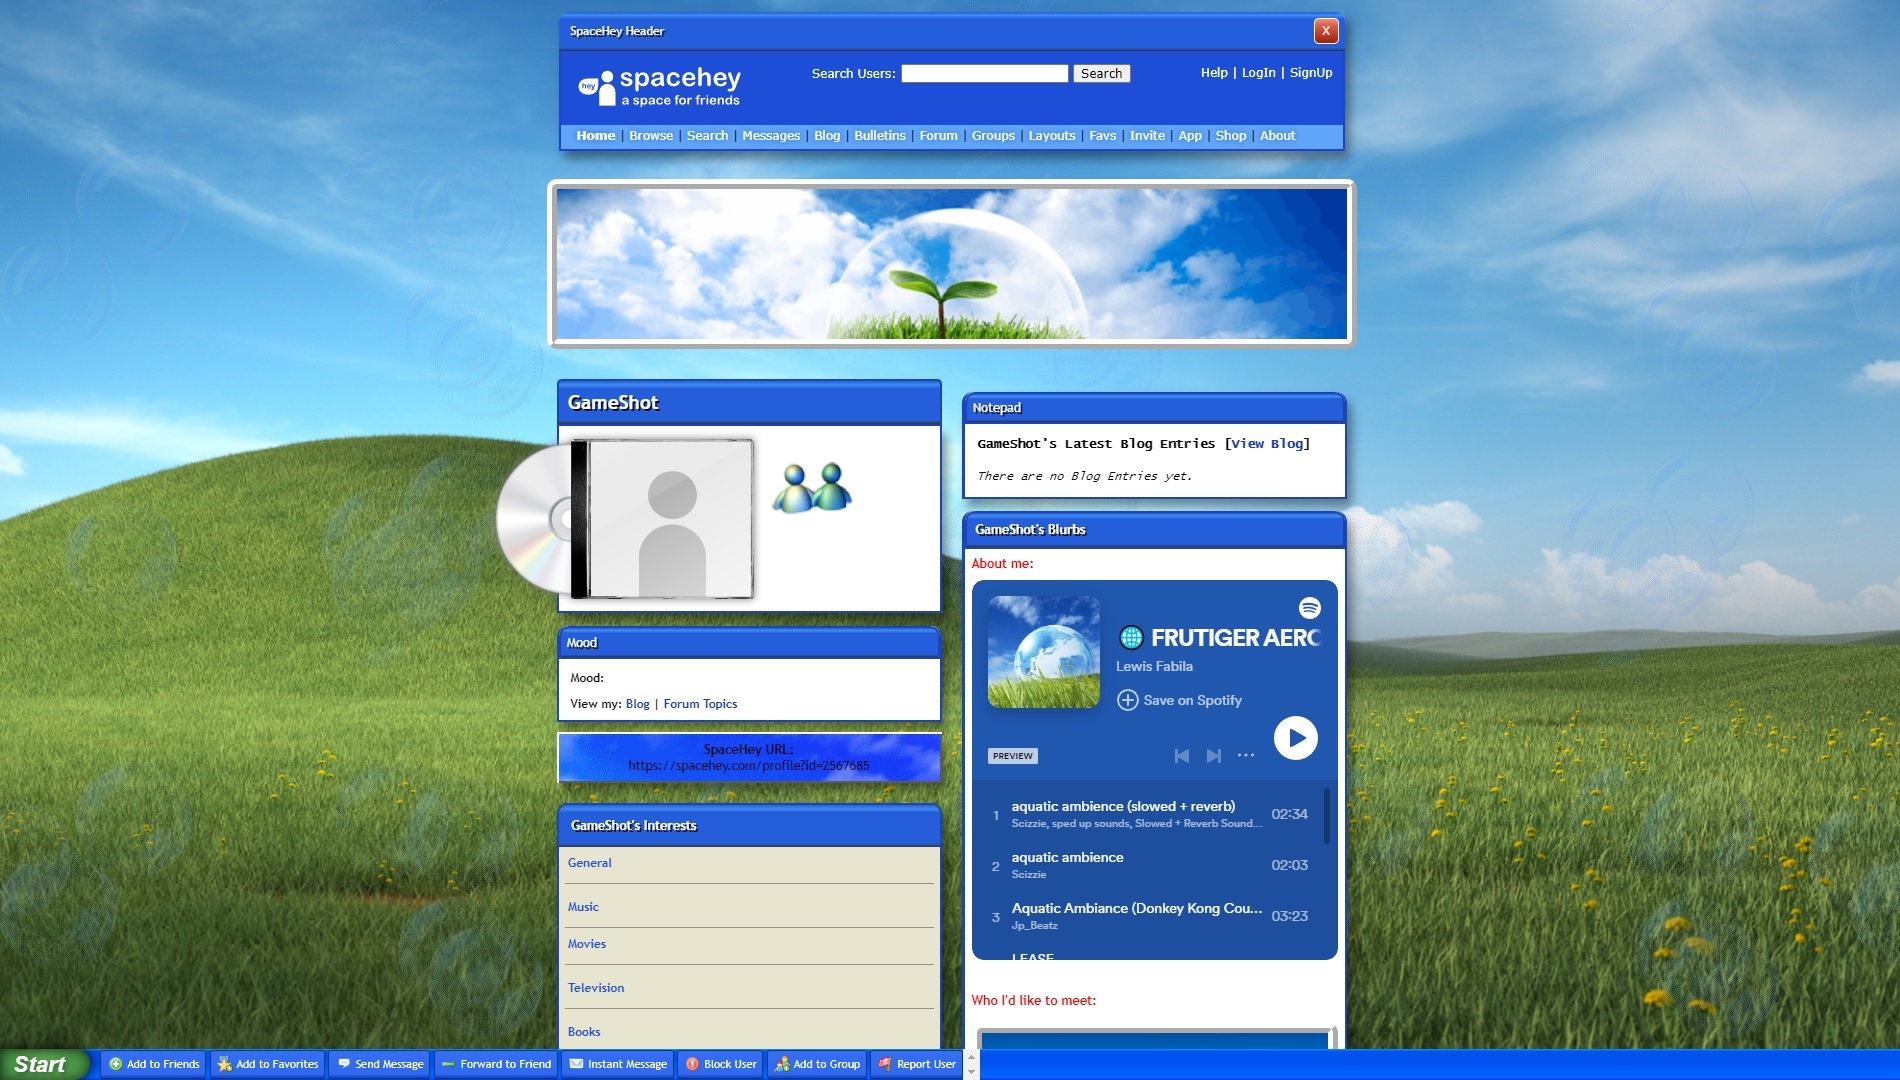 SpaceHey Header
X
hey
spacehey
a space for friends
Search Users:
Search
Help | LogIn | SignUp
Home | Browse | Search | Messages | Blog | Bulletins | Forum | Groups | Layouts | Favs | Invite | App | Shop | About
GameShot
Mood
Mood:
View my: Blog | Forum Topics
SpaceHey URL:
https://spacehey.com/profile?id=2567685
GameShot's Interests
General
Music
Movies
Television
Books
Notepad
GameShot's Latest Blog Entries [View Blog]
There are no Blog Entries yet.
GameShot's Blurbs
About me:
🌐 FRUTIGER AERO
Lewis Fabila
Save on Spotify
PREVIEW
1 aquatic ambience (slowed + reverb) 02:34
Scizzie, sped up sounds, Slowed + Reverb Sound...
2 aquatic ambience 02:03
Scizzie
3 Aquatic Ambiance (Donkey Kong Cou... 03:23
Jp_Beatz
LEASE
Who I'd like to meet:
Start
Add to Friends
Add to Favorites
Send Message
Forward to Friend
Instant Message
Block User
Add to Group
Report User